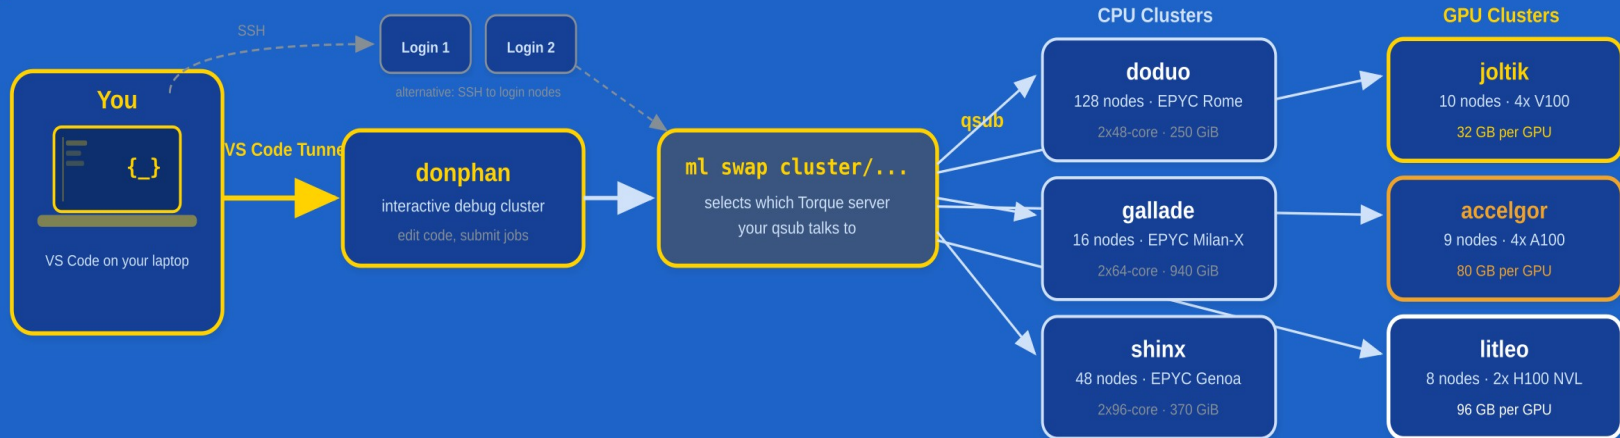 SSH
Login 1
Login 2
alternative: SSH to login nodes
You
{_}
VS Code on your laptop
VS Code Tunne
donphan
interactive debug cluster
edit code, submit jobs
ml swap cluster/...
selects which Torque server
your qsub talks to
qsub
CPU Clusters
doduo
128 nodes · EPYC Rome
2x48-core · 250 GiB
gallade
16 nodes · EPYC Milan-X
2x64-core · 940 GiB
shinx
48 nodes · EPYC Genoa
2x96-core · 370 GiB
GPU Clusters
joltik
10 nodes · 4x V100
32 GB per GPU
accelgor
9 nodes · 4x A100
80 GB per GPU
litleo
8 nodes · 2x H100 NVL
96 GB per GPU